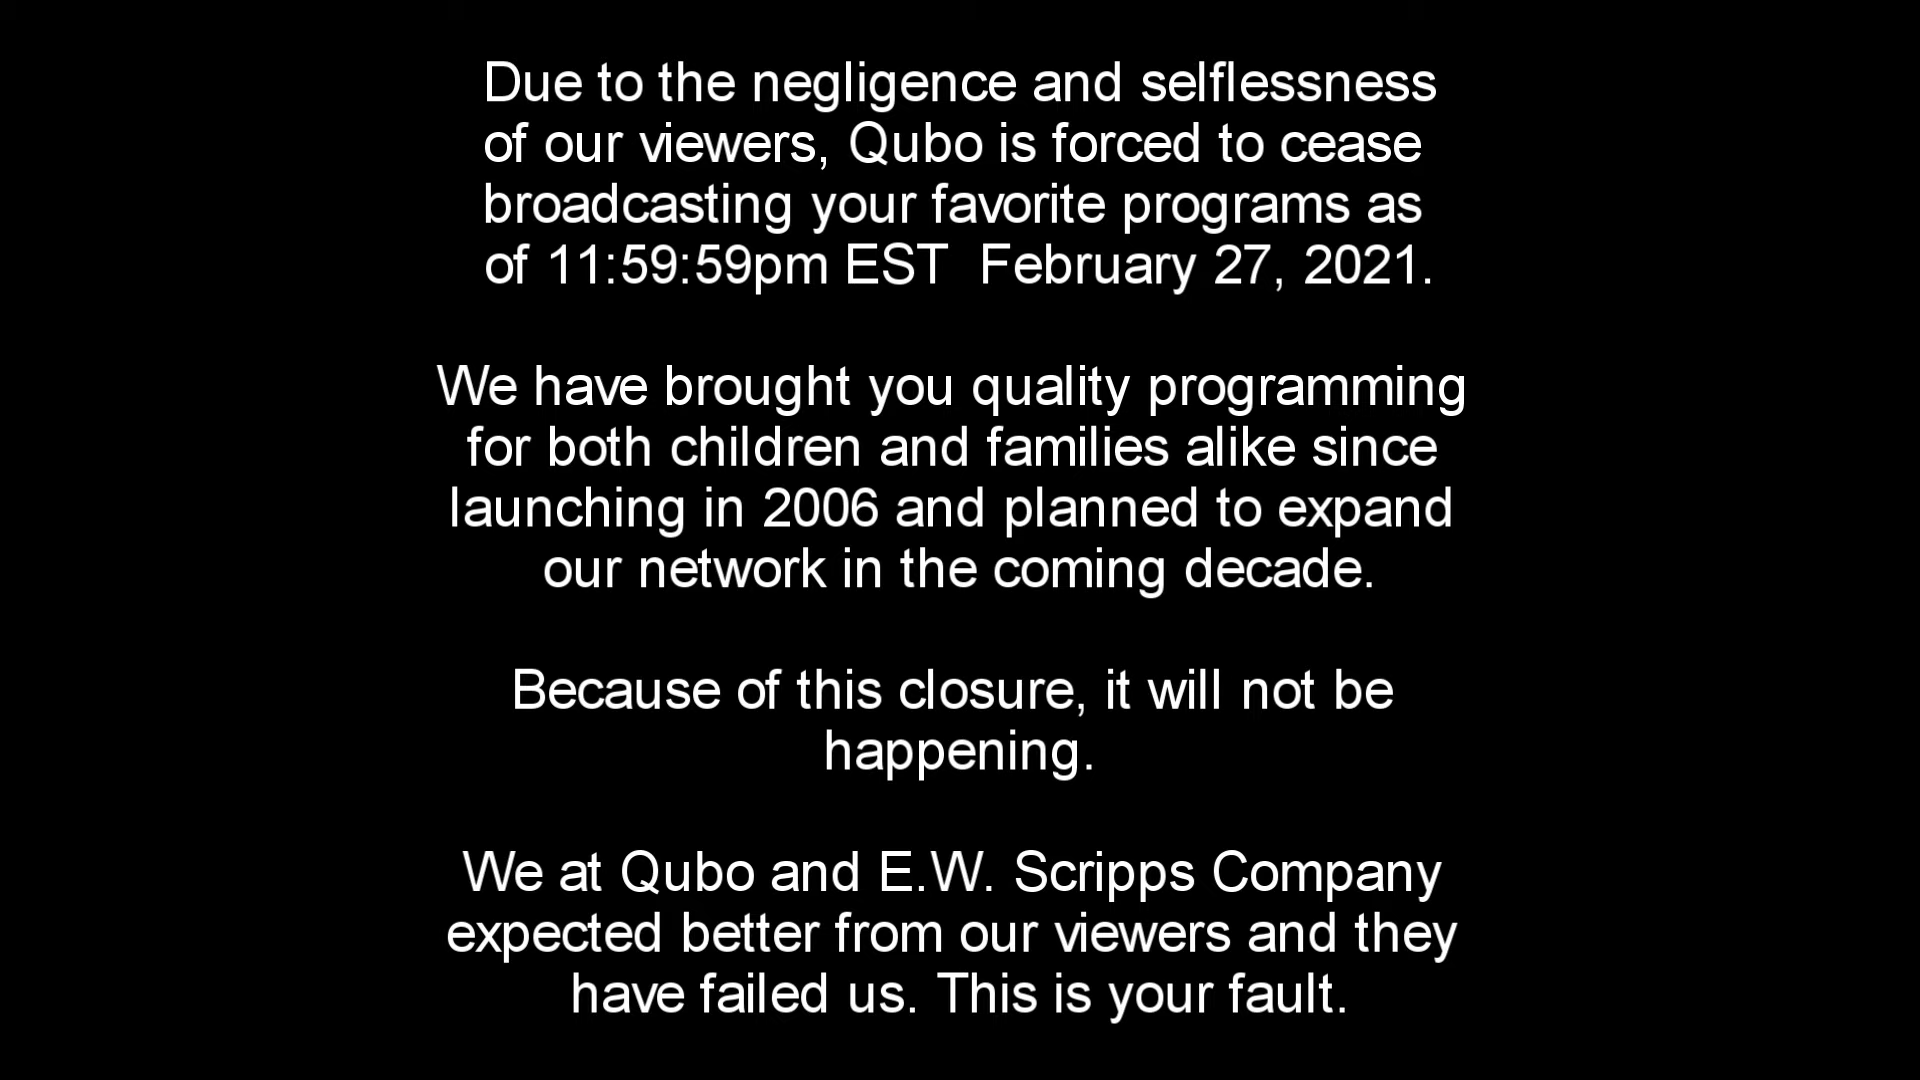 Due to the negligence and selflessness
of our viewers, Qubo is forced to cease
broadcasting your favorite programs as
of 11:59:59pm EST  February 27, 2021.
We have brought you quality programming
for both children and families alike since
launching in 2006 and planned to expand
our network in the coming decade.
Because of this closure, it will not be
happening.
We at Qubo and E.W. Scripps Company
expected better from our viewers and they
have failed us. This is your fault.